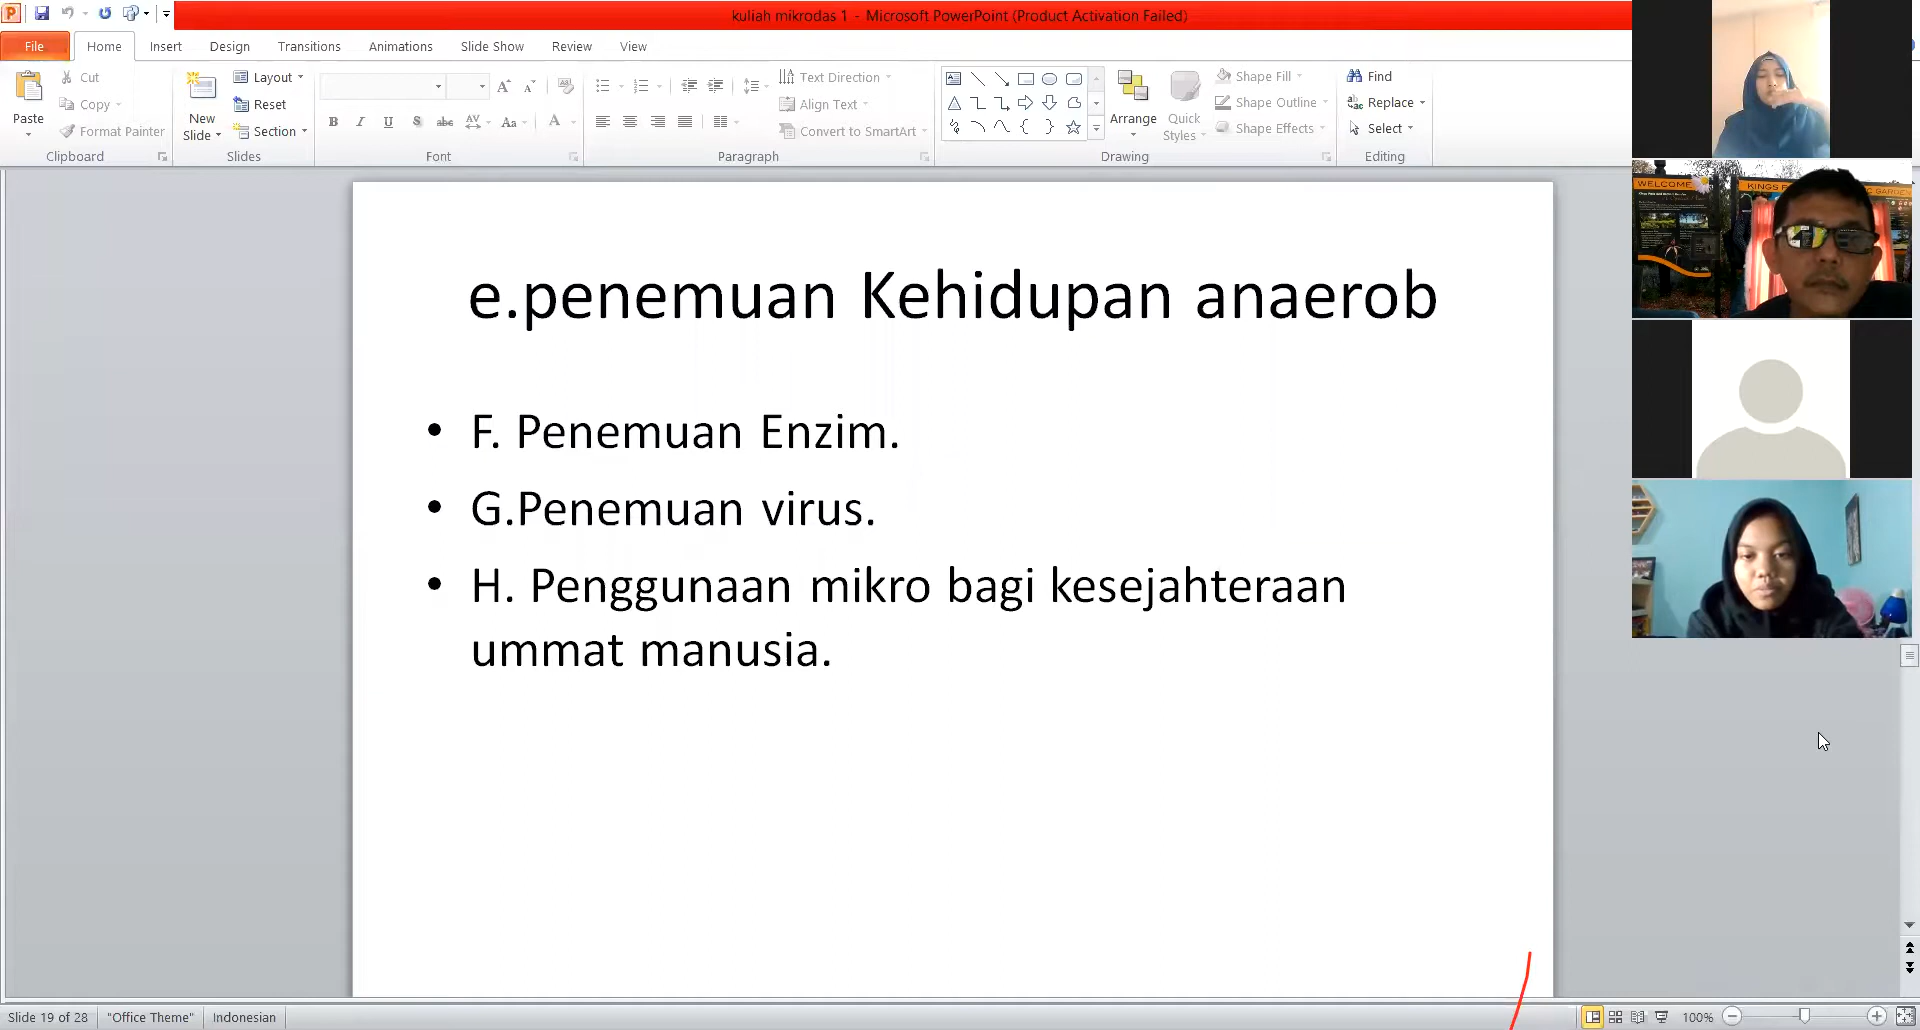 kuliah mikrodas 1 - Microsoft PowerPoint (Product Activation Failed)
File Home Insert Design Transitions Animations Slide Show Review View
Paste
Cut
Copy
Format Painter
Clipboard
New
Slide
Layout
Reset
Section
Slides
Font
Text Direction
Align Text
Convert to SmartArt
Paragraph
Arrange
Quick
Styles
Shape Fill
Shape Outline
Shape Effects
Drawing
Find
Replace
Select
Editing
WELCOME
e.penemuan Kehidupan anaerob
• F. Penemuan Enzim.
• G.Penemuan virus.
• H. Penggunaan mikro bagi kesejahteraan
ummat manusia.
Slide 19 of 28 "Office Theme" Indonesian
100%